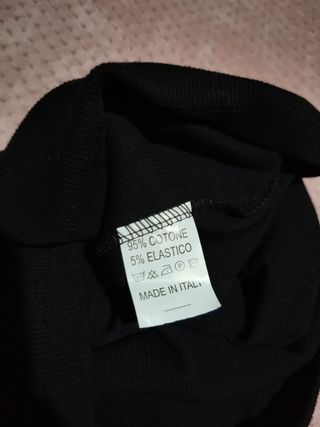 95% COTONE
5% ELASTICO
MADE IN ITALY